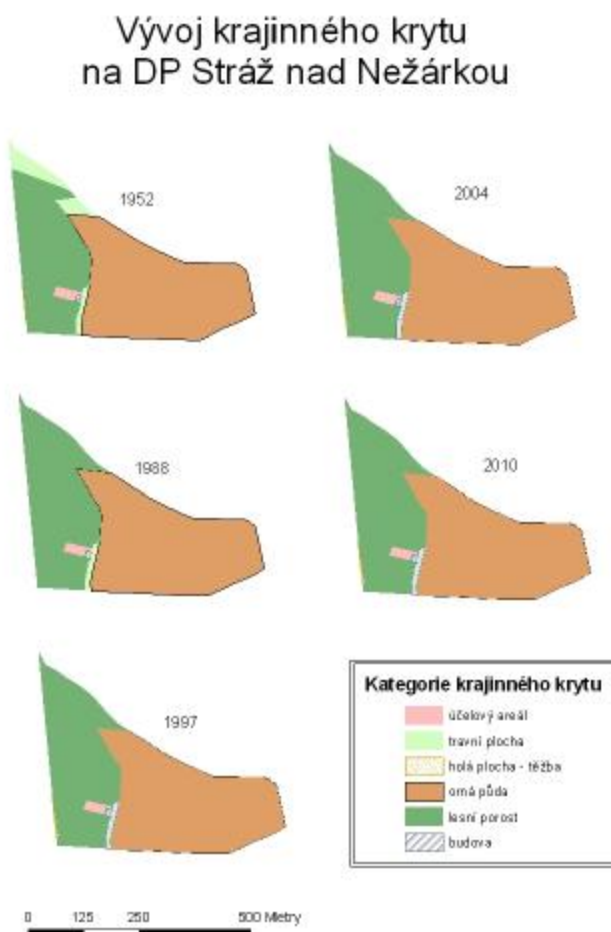 Vývoj krajinného krytu
na DP Stráž nad Nežárkou
1952
2004
1988
2010
1997
Kategorie krajinného krytu
účelový areál
travní plocha
holá plocha - těžba
orná půda
lesní porost
budova
0 125 250 500 Metry